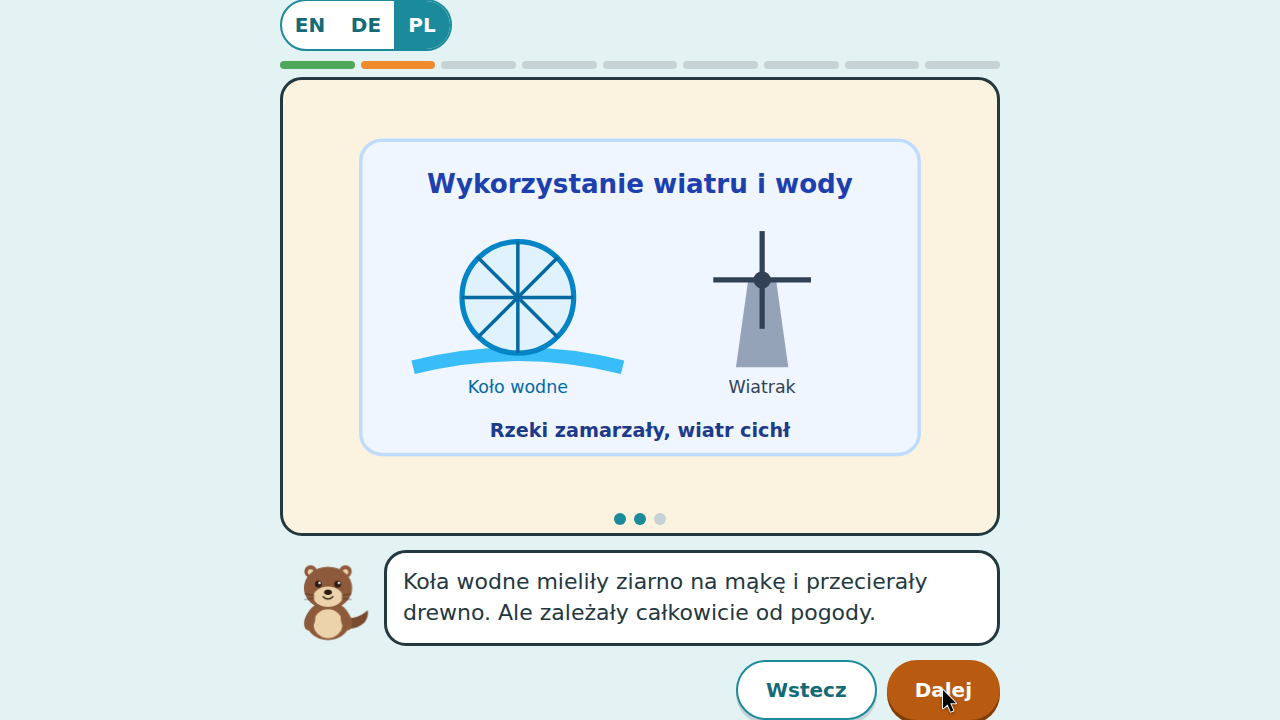 EN DE PL
Wykorzystanie wiatru i wody
Koło wodne
Wiatrak
Rzeki zamarzały, wiatr cichł
Koła wodne mieliły ziarno na mąkę i przecierały
drewno. Ale zależały całkowicie od pogody.
Wstecz
Dalej